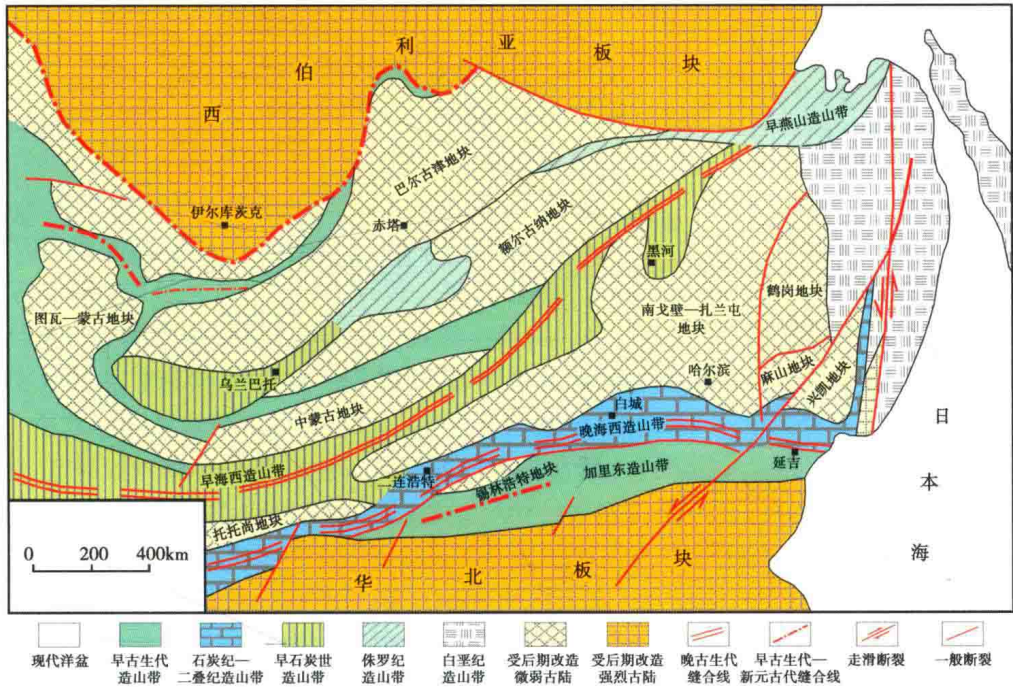 西伯利亚板块
早燕山造山带
巴尔古津地块
伊尔库茨克
赤塔
额尔古纳地块
黑河
鹤岗地块
图瓦—蒙古地块
南戈壁—扎兰屯
地块
乌兰巴托
哈尔滨
麻山地块
兴凯地块
中蒙古地块
白城
晚海西造山带
早海西造山带
二连浩特
锡林浩特地块
加里东造山带
延吉
托托尚地块
华北板块
日本海
0 200 400km
现代洋盆
早古生代
造山带
石炭纪—
二叠纪造山带
早石炭世
造山带
侏罗纪
造山带
白垩纪
造山带
受后期改造
微弱古陆
受后期改造
强烈古陆
晚古生代
缝合线
早古生代—
新元古代缝合线
走滑断裂
一般断裂